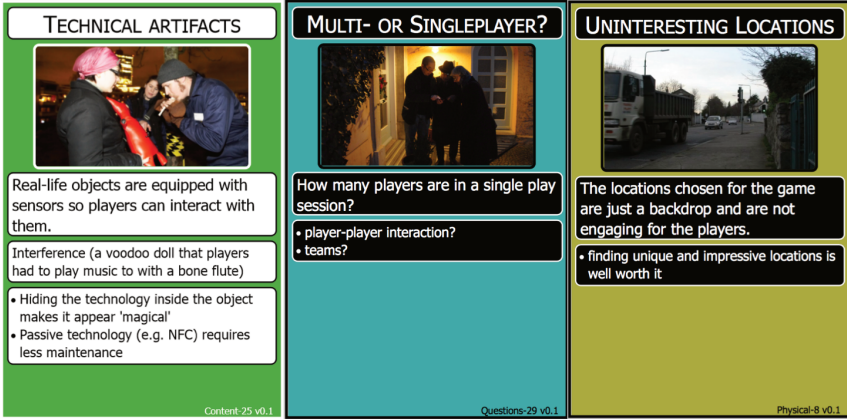 TECHNICAL ARTIFACTS
Real-life objects are equipped with
sensors so players can interact with
them.
Interference (a voodoo doll that players
had to play music to with a bone flute)
• Hiding the technology inside the object
makes it appear 'magical'
• Passive technology (e.g. NFC) requires
less maintenance
Content-25 v0.1
MULTI- OR SINGLEPLAYER?
How many players are in a single play
session?
• player-player interaction?
• teams?
Questions-29 v0.1
UNINTERESTING LOCATIONS
The locations chosen for the game
are just a backdrop and are not
engaging for the players.
• finding unique and impressive locations is
well worth it
Physical-8 v0.1